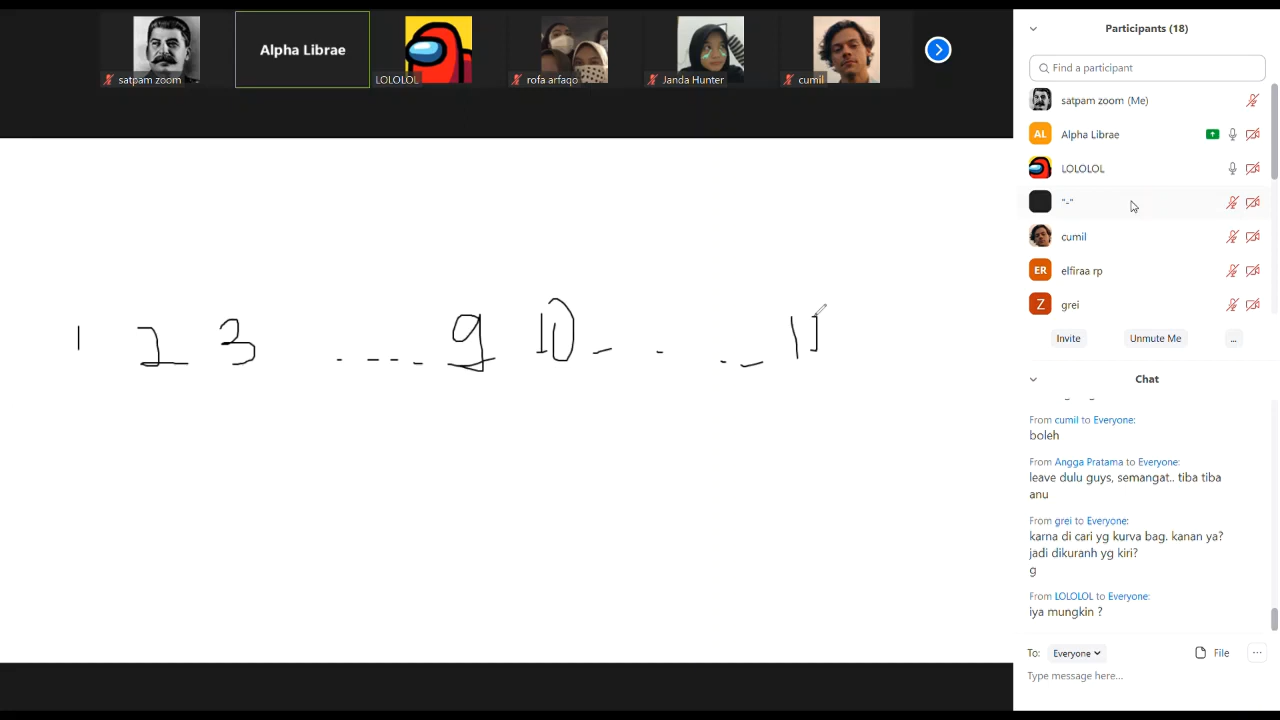 satpam zoom
Alpha Librae
LOLOLOL
rofa arfaqo
Janda Hunter
cumil
1 2 3 . - - - 9 10 - . . -
Participants (18)
Find a participant
satpam zoom (Me)
AL Alpha Librae
LOLOLOL
"-"
cumil
ER elfiraa rp
Z grei
Invite
Unmute Me
...
Chat
From cumil to Everyone:
boleh
From Angga Pratama to Everyone:
leave dulu guys, semangat.. tiba tiba
anu
From grei to Everyone:
karna di cari yg kurva bag. kanan ya?
jadi dikuranh yg kiri?
g
From LOLOLOL to Everyone:
iya mungkin ?
To: Everyone
File
...
Type message here...